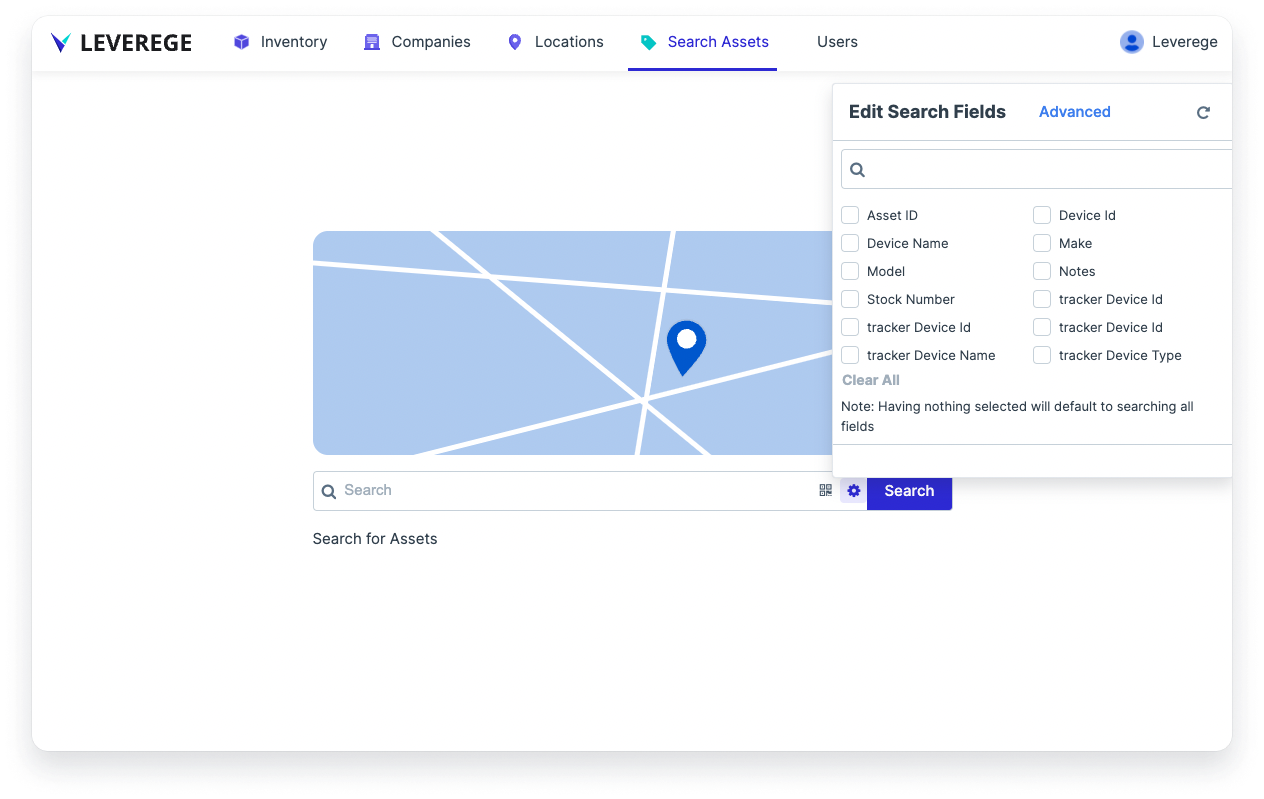 LEVEREGE Inventory Companies Locations Search Assets Users Leverege
Edit Search Fields Advanced
Asset ID Device Id
Device Name Make
Model Notes
Stock Number tracker Device Id
tracker Device Id tracker Device Id
tracker Device Name tracker Device Type
Clear All
Note: Having nothing selected will default to searching all
fields
Search Search
Search for Assets